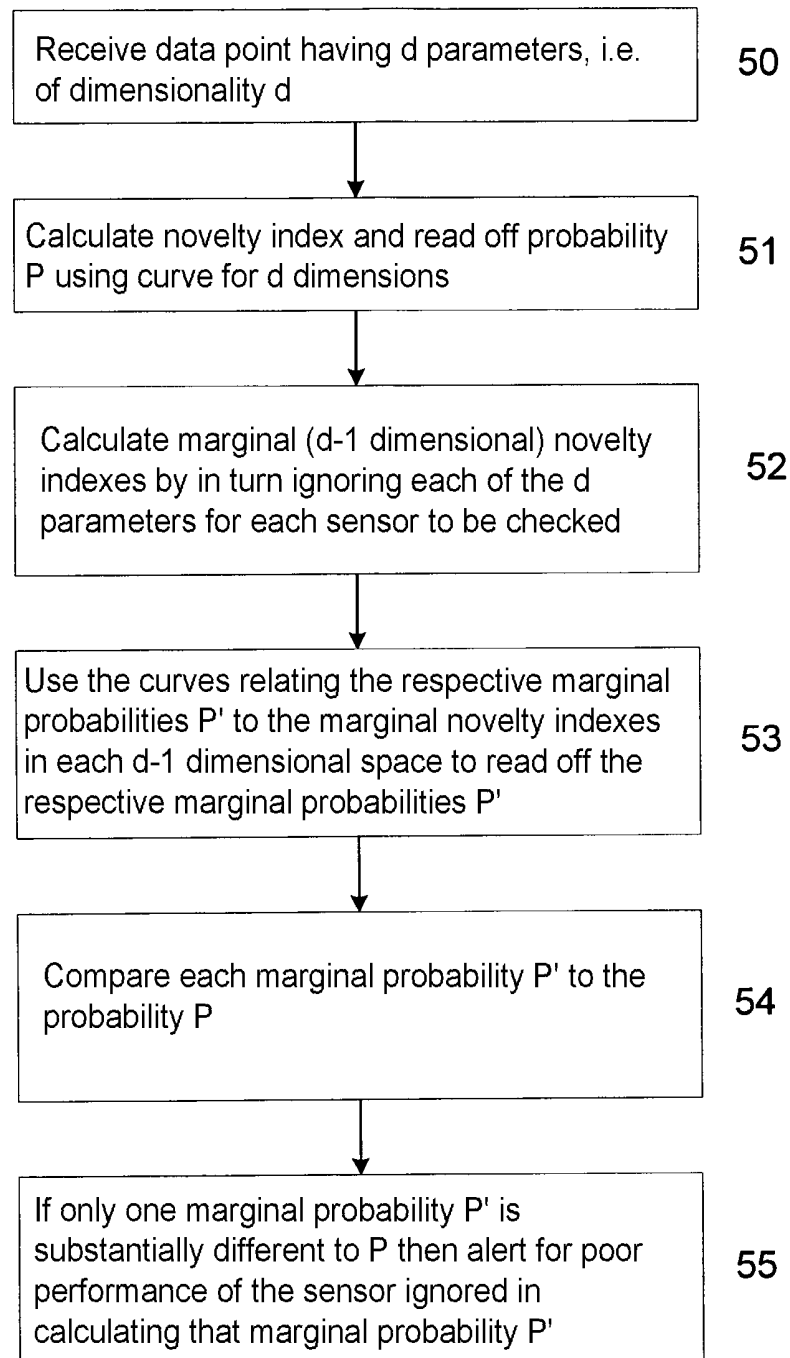 Receive data point having d parameters, i.e.
of dimensionality d
50
Calculate novelty index and read off probability
P using curve for d dimensions
51
Calculate marginal (d-1 dimensional) novelty
indexes by in turn ignoring each of the d
parameters for each sensor to be checked
52
Use the curves relating the respective marginal
probabilities P' to the marginal novelty indexes
in each d-1 dimensional space to read off the
respective marginal probabilities P'
53
Compare each marginal probability P' to the
probability P
54
If only one marginal probability P' is
substantially different to P then alert for poor
performance of the sensor ignored in
calculating that marginal probability P'
55